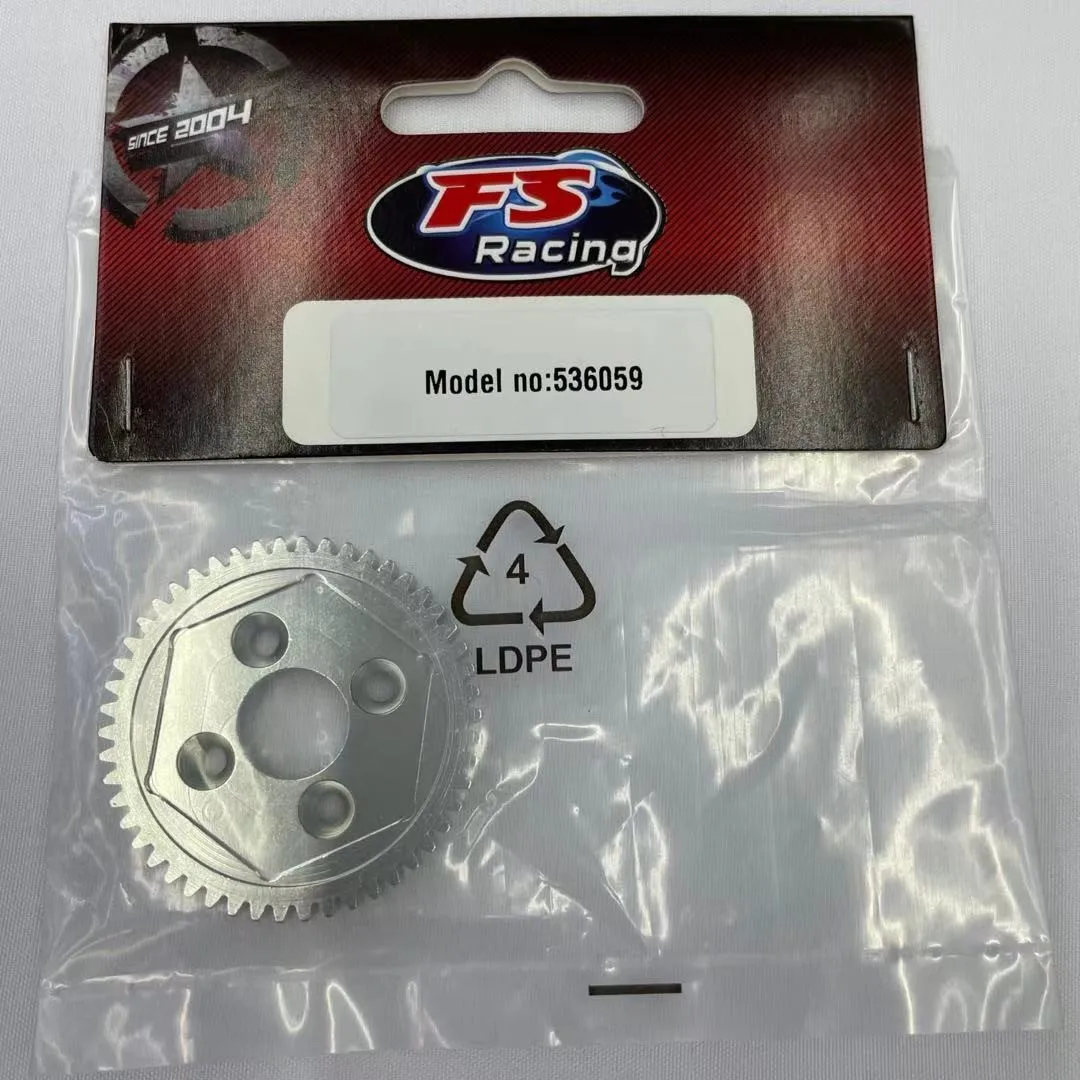 SINCE 2004
FS
Racing
Model no:536059
4
LDPE